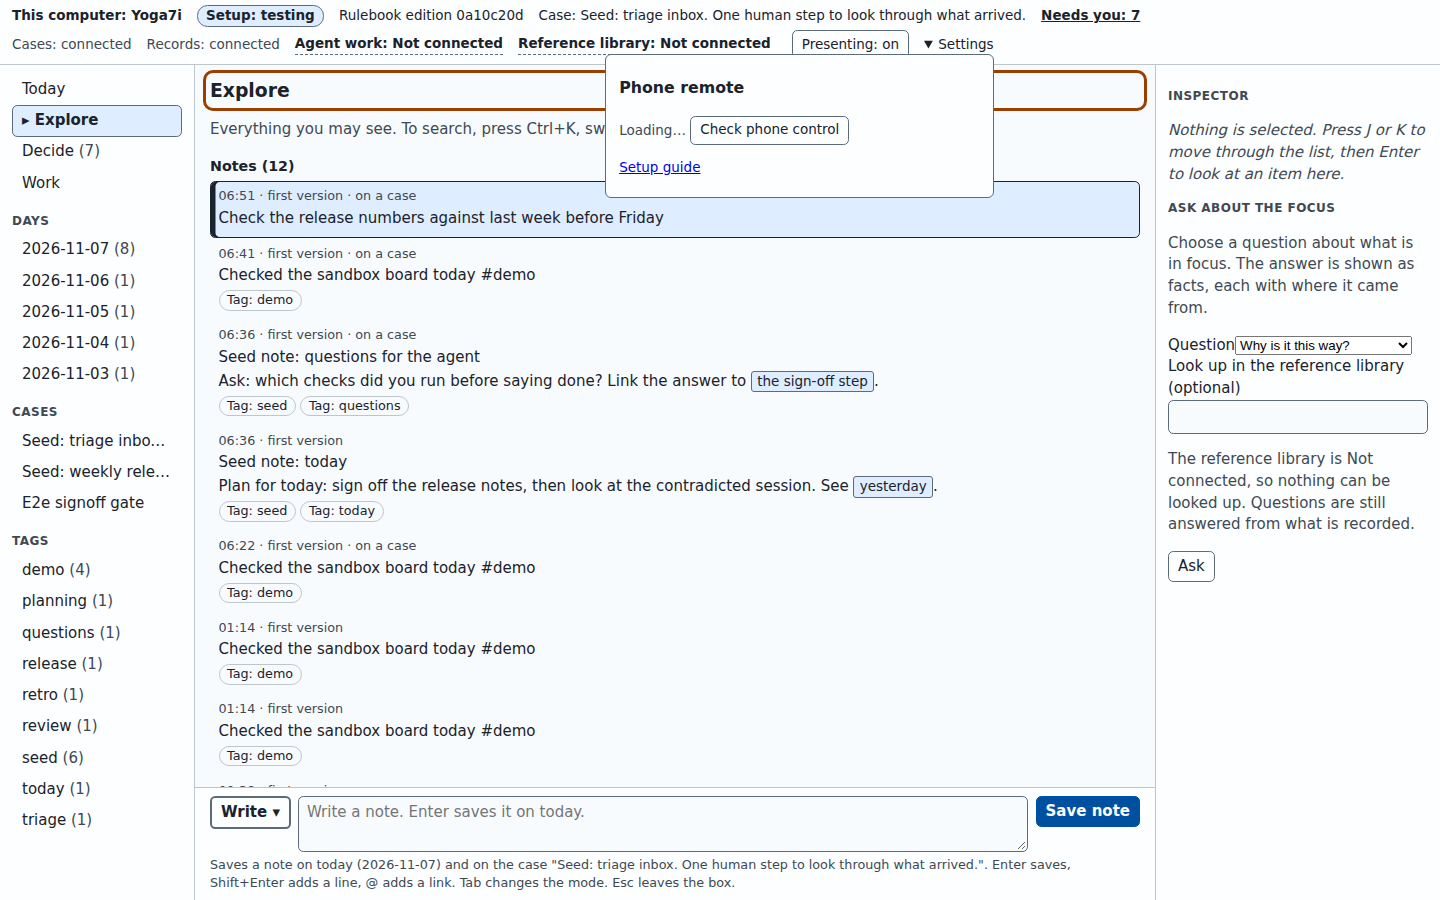 This computer: Yoga7i Setup: testing Rulebook edition 0a10c20d Case: Seed: triage inbox. One human step to look through what arrived. Needs you: 7
Cases: connected Records: connected Agent work: Not connected Reference library: Not connected Presenting: on ▼ Settings
Today
▸ Explore
Decide (7)
Work
DAYS
2026-11-07 (8)
2026-11-06 (1)
2026-11-05 (1)
2026-11-04 (1)
2026-11-03 (1)
CASES
Seed: triage inbo…
Seed: weekly rele…
E2e signoff gate
TAGS
demo (4)
planning (1)
questions (1)
release (1)
retro (1)
review (1)
seed (6)
today (1)
triage (1)
Explore
Everything you may see. To search, press Ctrl+K, sw
Phone remote
Loading… Check phone control
Setup guide
Notes (12)
06:51 · first version · on a case
Check the release numbers against last week before Friday
06:41 · first version · on a case
Checked the sandbox board today #demo
Tag: demo
06:36 · first version · on a case
Seed note: questions for the agent
Ask: which checks did you run before saying done? Link the answer to the sign-off step.
Tag: seed Tag: questions
06:36 · first version
Seed note: today
Plan for today: sign off the release notes, then look at the contradicted session. See yesterday.
Tag: seed Tag: today
06:22 · first version · on a case
Checked the sandbox board today #demo
Tag: demo
01:14 · first version
Checked the sandbox board today #demo
Tag: demo
01:14 · first version
Checked the sandbox board today #demo
Tag: demo
Write ▾ Write a note. Enter saves it on today. Save note
Saves a note on today (2026-11-07) and on the case "Seed: triage inbox. One human step to look through what arrived.". Enter saves,
Shift+Enter adds a line, @ adds a link. Tab changes the mode. Esc leaves the box.
INSPECTOR
Nothing is selected. Press J or K to
move through the list, then Enter
to look at an item here.
ASK ABOUT THE FOCUS
Choose a question about what is
in focus. The answer is shown as
facts, each with where it came
from.
Question Why is it this way?
Look up in the reference library
(optional)
The reference library is Not
connected, so nothing can be
looked up. Questions are still
answered from what is recorded.
Ask